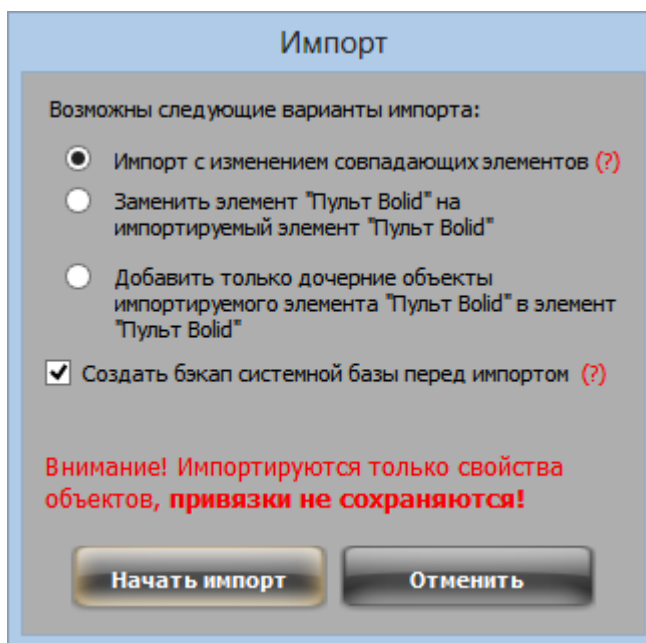 Импорт
Возможны следующие варианты импорта:
Импорт с изменением совпадающих элементов (?)
Заменить элемент "Пульт Bolid" на
импортируемый элемент "Пульт Bolid"
Добавить только дочерние объекты
импортируемого элемента "Пульт Bolid" в элемент
"Пульт Bolid"
Создать бэкап системной базы перед импортом (?)
Внимание! Импортируются только свойства
объектов, привязки не сохраняются!
Начать импорт
Отменить